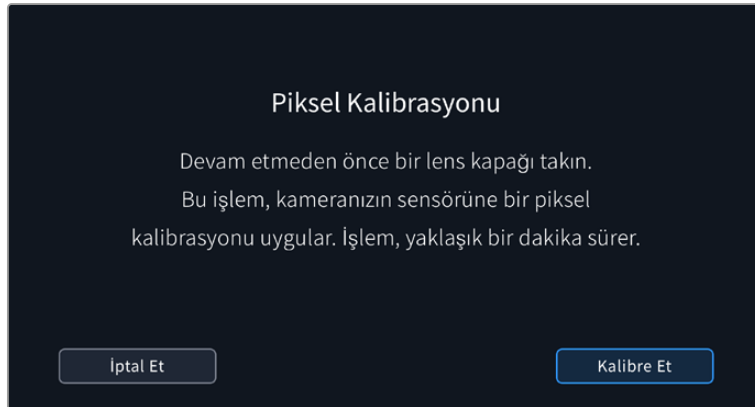 Piksel Kalibrasyonu
Devam etmeden önce bir lens kapağı takın.
Bu işlem, kameranızın sensörüne bir piksel
kalibrasyonu uygular. İşlem, yaklaşık bir dakika sürer.
İptal Et
Kalibre Et